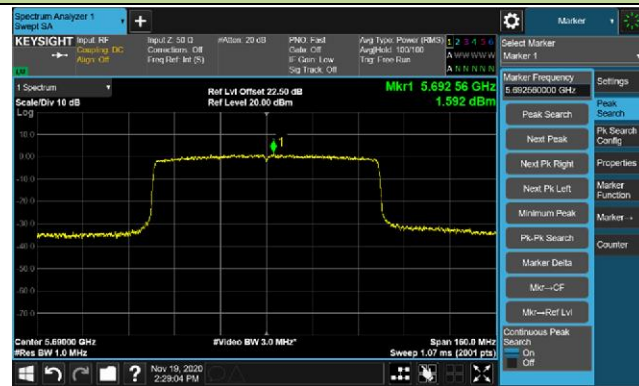 Spectrum Analyzer 1
Swept SA
Marker
KEYSIGHT
Input: RF
Coupling: DC
Align: Off
Input Z: 50 Ω
Corrections: Off
Freq Ref: Int (S)
#Atten: 20 dB
PNO: Fast
Gate: Off
IF Gain: Low
Sig Track: Off
Avg Type: Power (RMS)
Avg|Hold: 100/100
Trig: Free Run
1 2 3 4 5 6
A W W W W W
A N N N N N
Select Marker
Marker 1
1 Spectrum
Scale/Div 10 dB
Log
Ref Lvl Offset 22.50 dB
Ref Level 20.00 dBm
Mkr1 5.692 56 GHz
1.592 dBm
Marker Frequency
5.692560000 GHz
Peak Search
Next Peak
Next Pk Right
Next Pk Left
Minimum Peak
Pk-Pk Search
Marker Delta
Mkr→CF
Mkr→Ref Lvl
Continuous Peak
Search
On
Off
Settings
Peak
Search
Pk Search
Config
Properties
Marker
Function
Marker→
Counter
10.0
0.00
-10.0
-20.0
-30.0
-40.0
-50.0
-60.0
-70.0
1
Center 5.69000 GHz
#Res BW 1.0 MHz
#Video BW 3.0 MHz*
Span 160.0 MHz
Sweep 1.07 ms (2001 pts)
Nov 19, 2020
2:29:04 PM